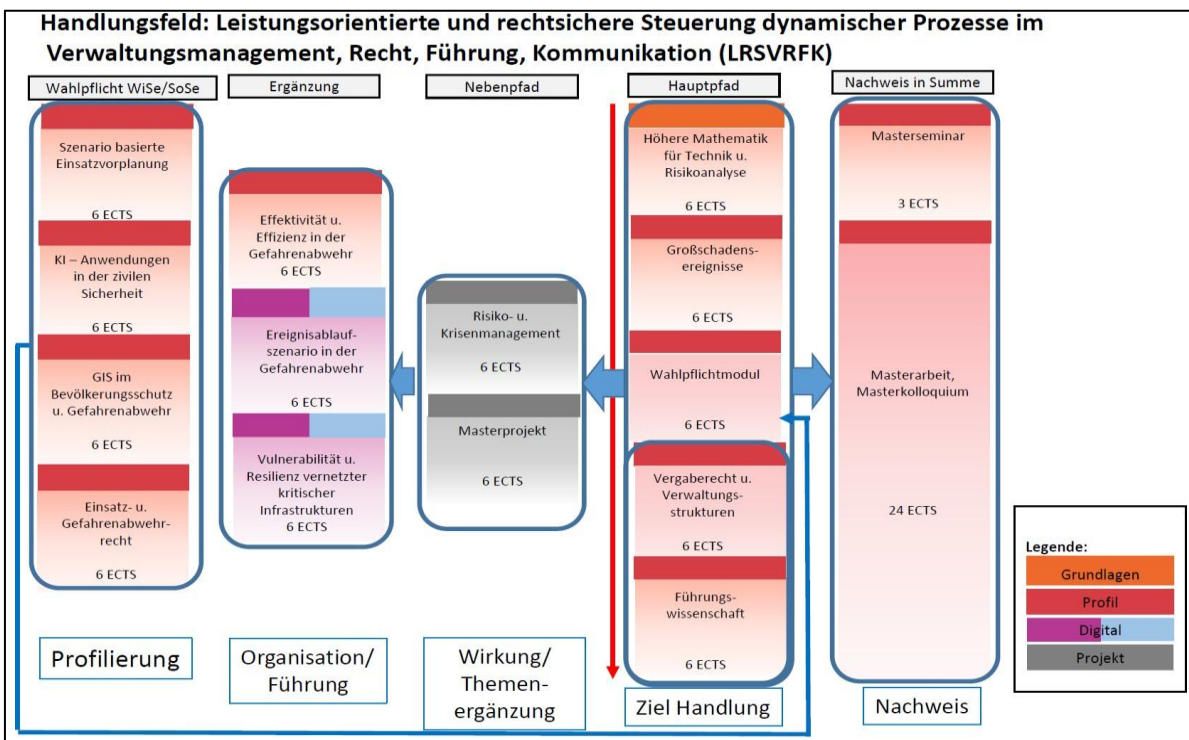 Handlungsfeld: Leistungsorientierte und rechtsichere Steuerung dynamischer Prozesse im
Verwaltungsmanagement, Recht, Führung, Kommunikation (LRSVRFK)
Wahlpflicht WiSe/SoSe
Szenario basierte
Einsatzvorplanung
6 ECTS
KI – Anwendungen
in der zivilen
Sicherheit
6 ECTS
GIS im
Bevölkerungsschutz
u. Gefahrenabwehr
6 ECTS
Einsatz- u.
Gefahrenabwehr-
recht
6 ECTS
Profilierung
Ergänzung
Effektivität u.
Effizienz in der
Gefahrenabwehr
6 ECTS
Ereignisablauf-
szenario in der
Gefahrenabwehr
6 ECTS
Vulnerabilität u.
Resilienz vernetzter
kritischer
Infrastrukturen
6 ECTS
Organisation/
Führung
Nebenpfad
Risiko- u.
Krisenmanagement
6 ECTS
Masterprojekt
6 ECTS
Wirkung/
Themen-
ergänzung
Hauptpfad
Höhere Mathematik
für Technik u.
Risikoanalyse
6 ECTS
Großschadens-
ereignisse
6 ECTS
Wahlpflichtmodul
6 ECTS
Vergaberecht u.
Verwaltungs-
strukturen
6 ECTS
Führungs-
wissenschaft
6 ECTS
Ziel Handlung
Nachweis in Summe
Masterseminar
3 ECTS
Masterarbeit,
Masterkolloquium
24 ECTS
Nachweis
Legende:
Grundlagen
Profil
Digital
Projekt